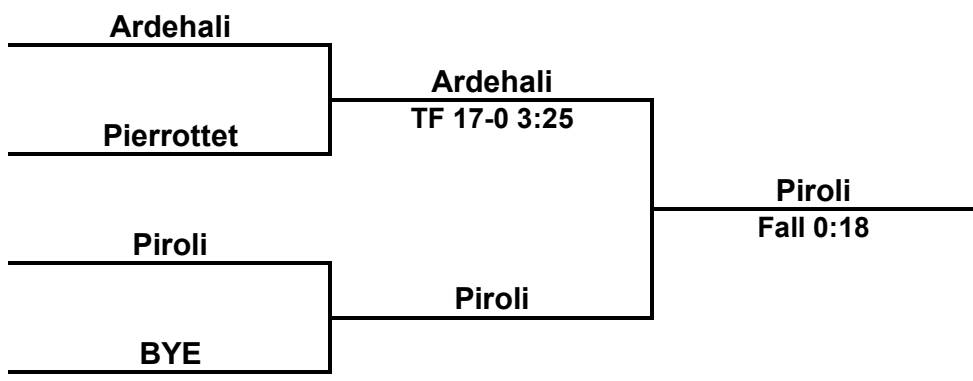 Ardehali
Pierrottet
Piroli
BYE
Ardehali
TF 17-0 3:25
Piroli
Piroli
Fall 0:18